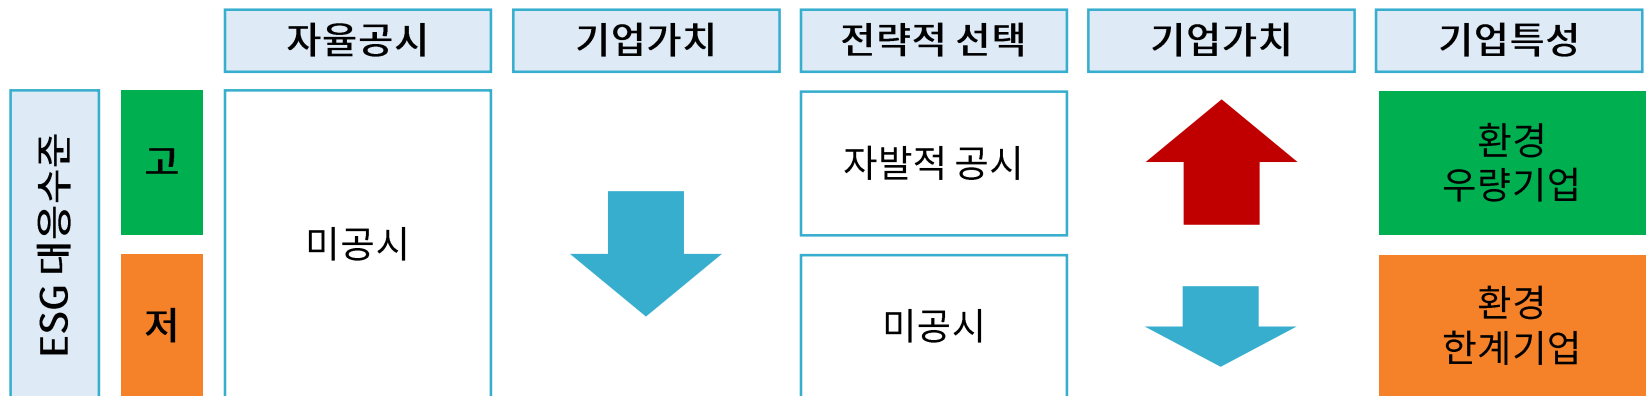 자율공시
기업가치
전략적 선택
기업가치
기업특성
ESG 대응수준
고
저
미공시
자발적 공시
미공시
환경
우량기업
환경
한계기업